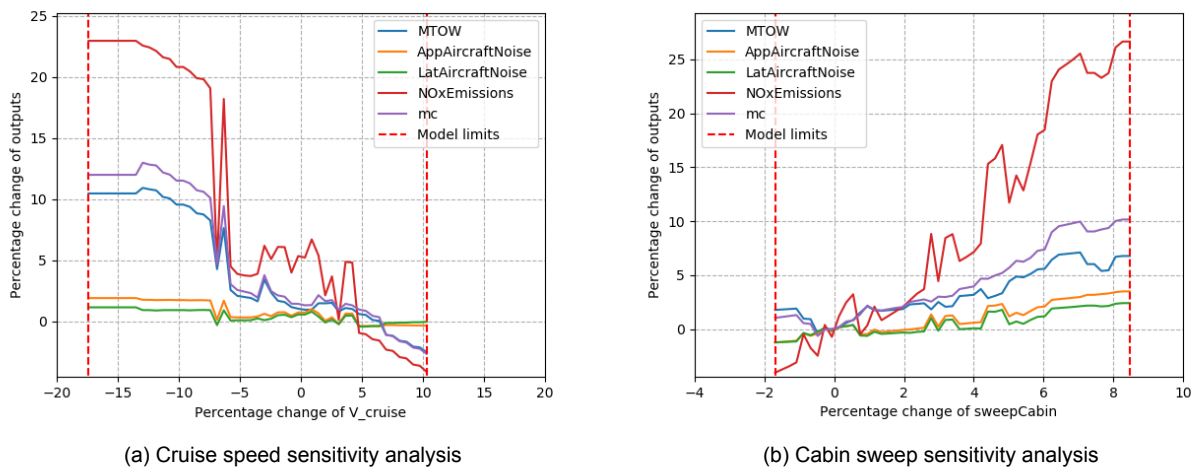 MTOW
AppAircraftNoise
LatAircraftNoise
NOxEmissions
mc
Model limits
25
20
15
10
5
0
Percentage change of outputs
−20 −15 −10 −5 0 5 10 15 20
Percentage change of V_cruise
(a) Cruise speed sensitivity analysis
MTOW
AppAircraftNoise
LatAircraftNoise
NOxEmissions
mc
Model limits
25
20
15
10
5
0
Percentage change of outputs
−4 −2 0 2 4 6 8 10
Percentage change of sweepCabin
(b) Cabin sweep sensitivity analysis